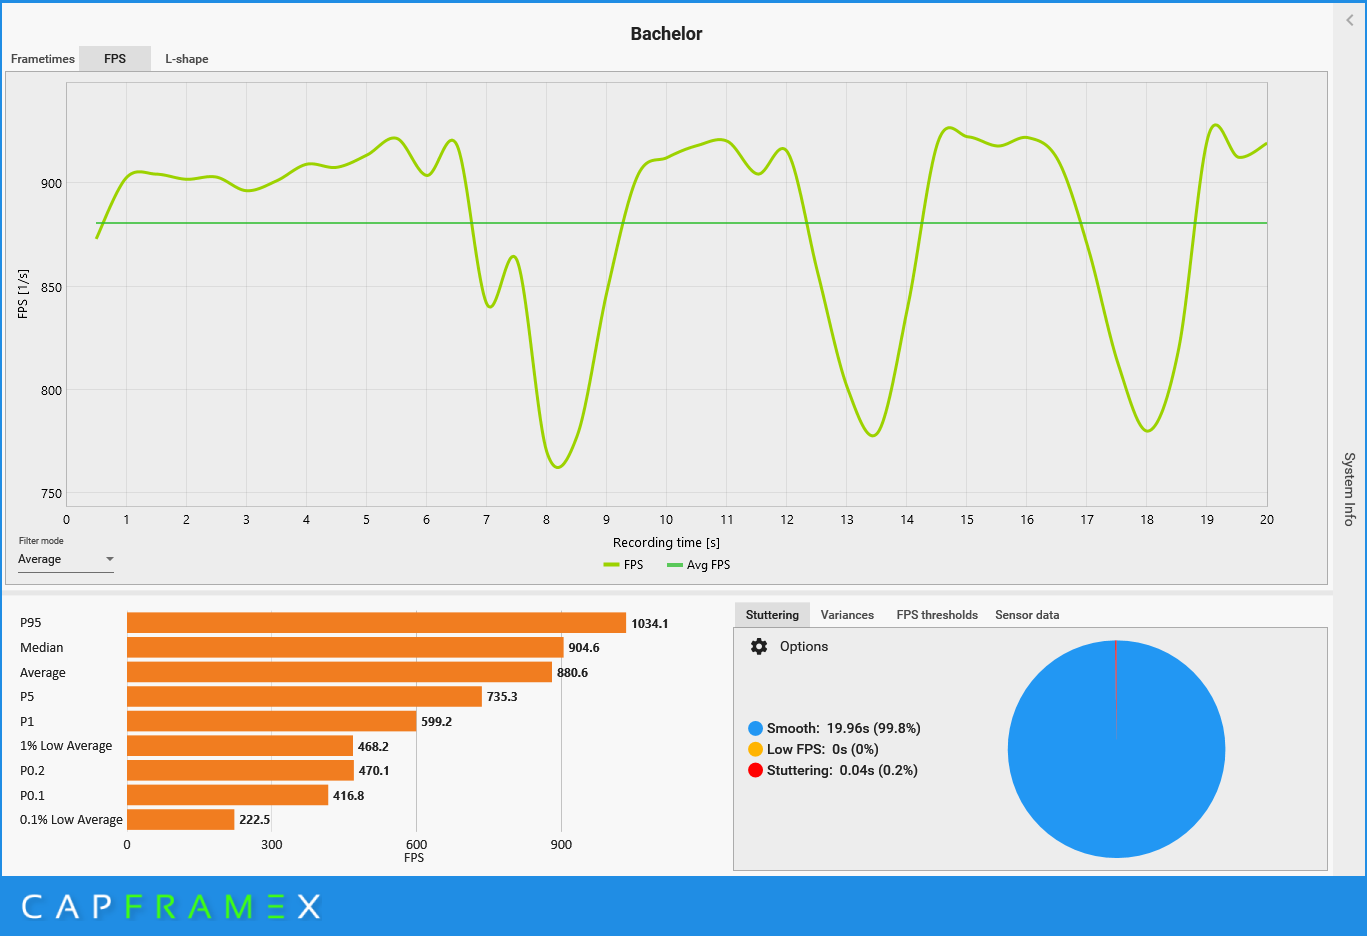 Bachelor
Frametimes FPS L-shape
FPS [1/s]
900
850
800
750
0 1 2 3 4 5 6 7 8 9 10 11 12 13 14 15 16 17 18 19 20
Recording time [s]
FPS Avg FPS
Filter mode
Average
System Info
P95 1034.1
Median 904.6
Average 880.6
P5 735.3
P1 599.2
1% Low Average 468.2
P0.2 470.1
P0.1 416.8
0.1% Low Average 222.5
0 300 600 900
FPS
Stuttering Variances FPS thresholds Sensor data
Options
Smooth: 19.96s (99.8%)
Low FPS: 0s (0%)
Stuttering: 0.04s (0.2%)
CAPFRAMEX